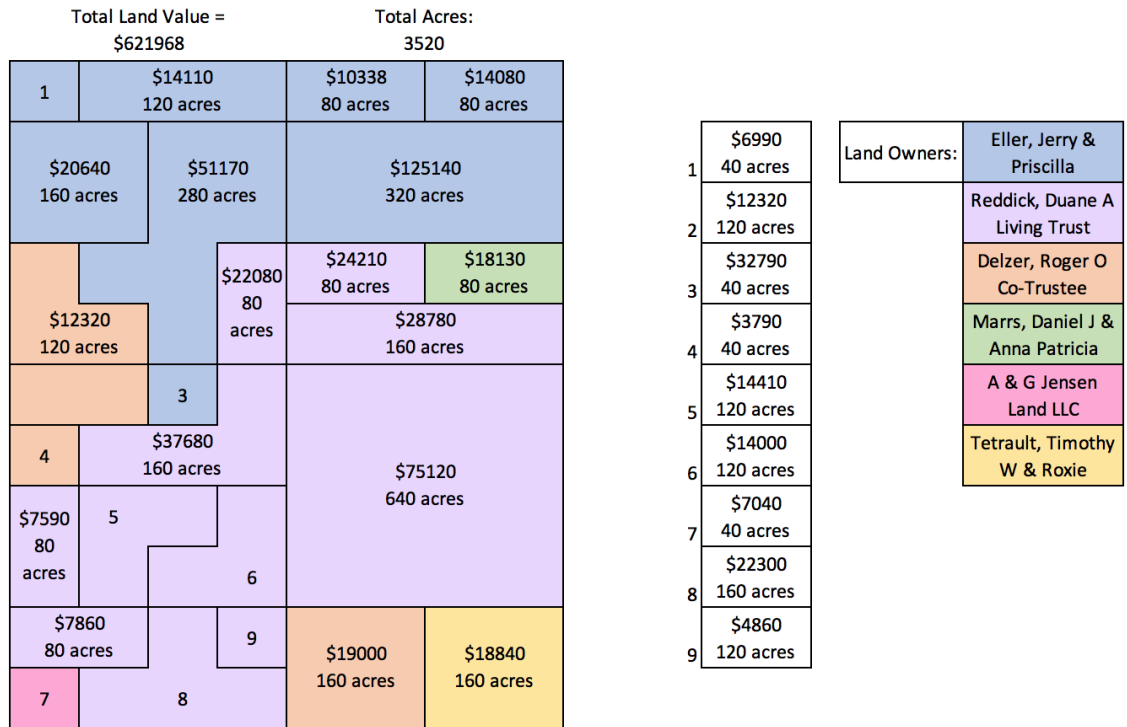 Total Land Value =
$621968
Total Acres:
3520
1
$14110
120 acres
$10338
80 acres
$14080
80 acres
$20640
160 acres
$51170
280 acres
$125140
320 acres
$12320
120 acres
$22080
80
acres
$24210
80 acres
$18130
80 acres
$28780
160 acres
3
4
$37680
160 acres
$75120
640 acres
$7590
80
acres
5
6
$7860
80 acres
9
7
8
$19000
160 acres
$18840
160 acres
1
$6990
40 acres
2
$12320
120 acres
3
$32790
40 acres
4
$3790
40 acres
5
$14410
120 acres
6
$14000
120 acres
7
$7040
40 acres
8
$22300
160 acres
9
$4860
120 acres
Land Owners:
Eller, Jerry &
Priscilla
Reddick, Duane A
Living Trust
Delzer, Roger O
Co-Trustee
Marrs, Daniel J &
Anna Patricia
A & G Jensen
Land LLC
Tetrault, Timothy
W & Roxie